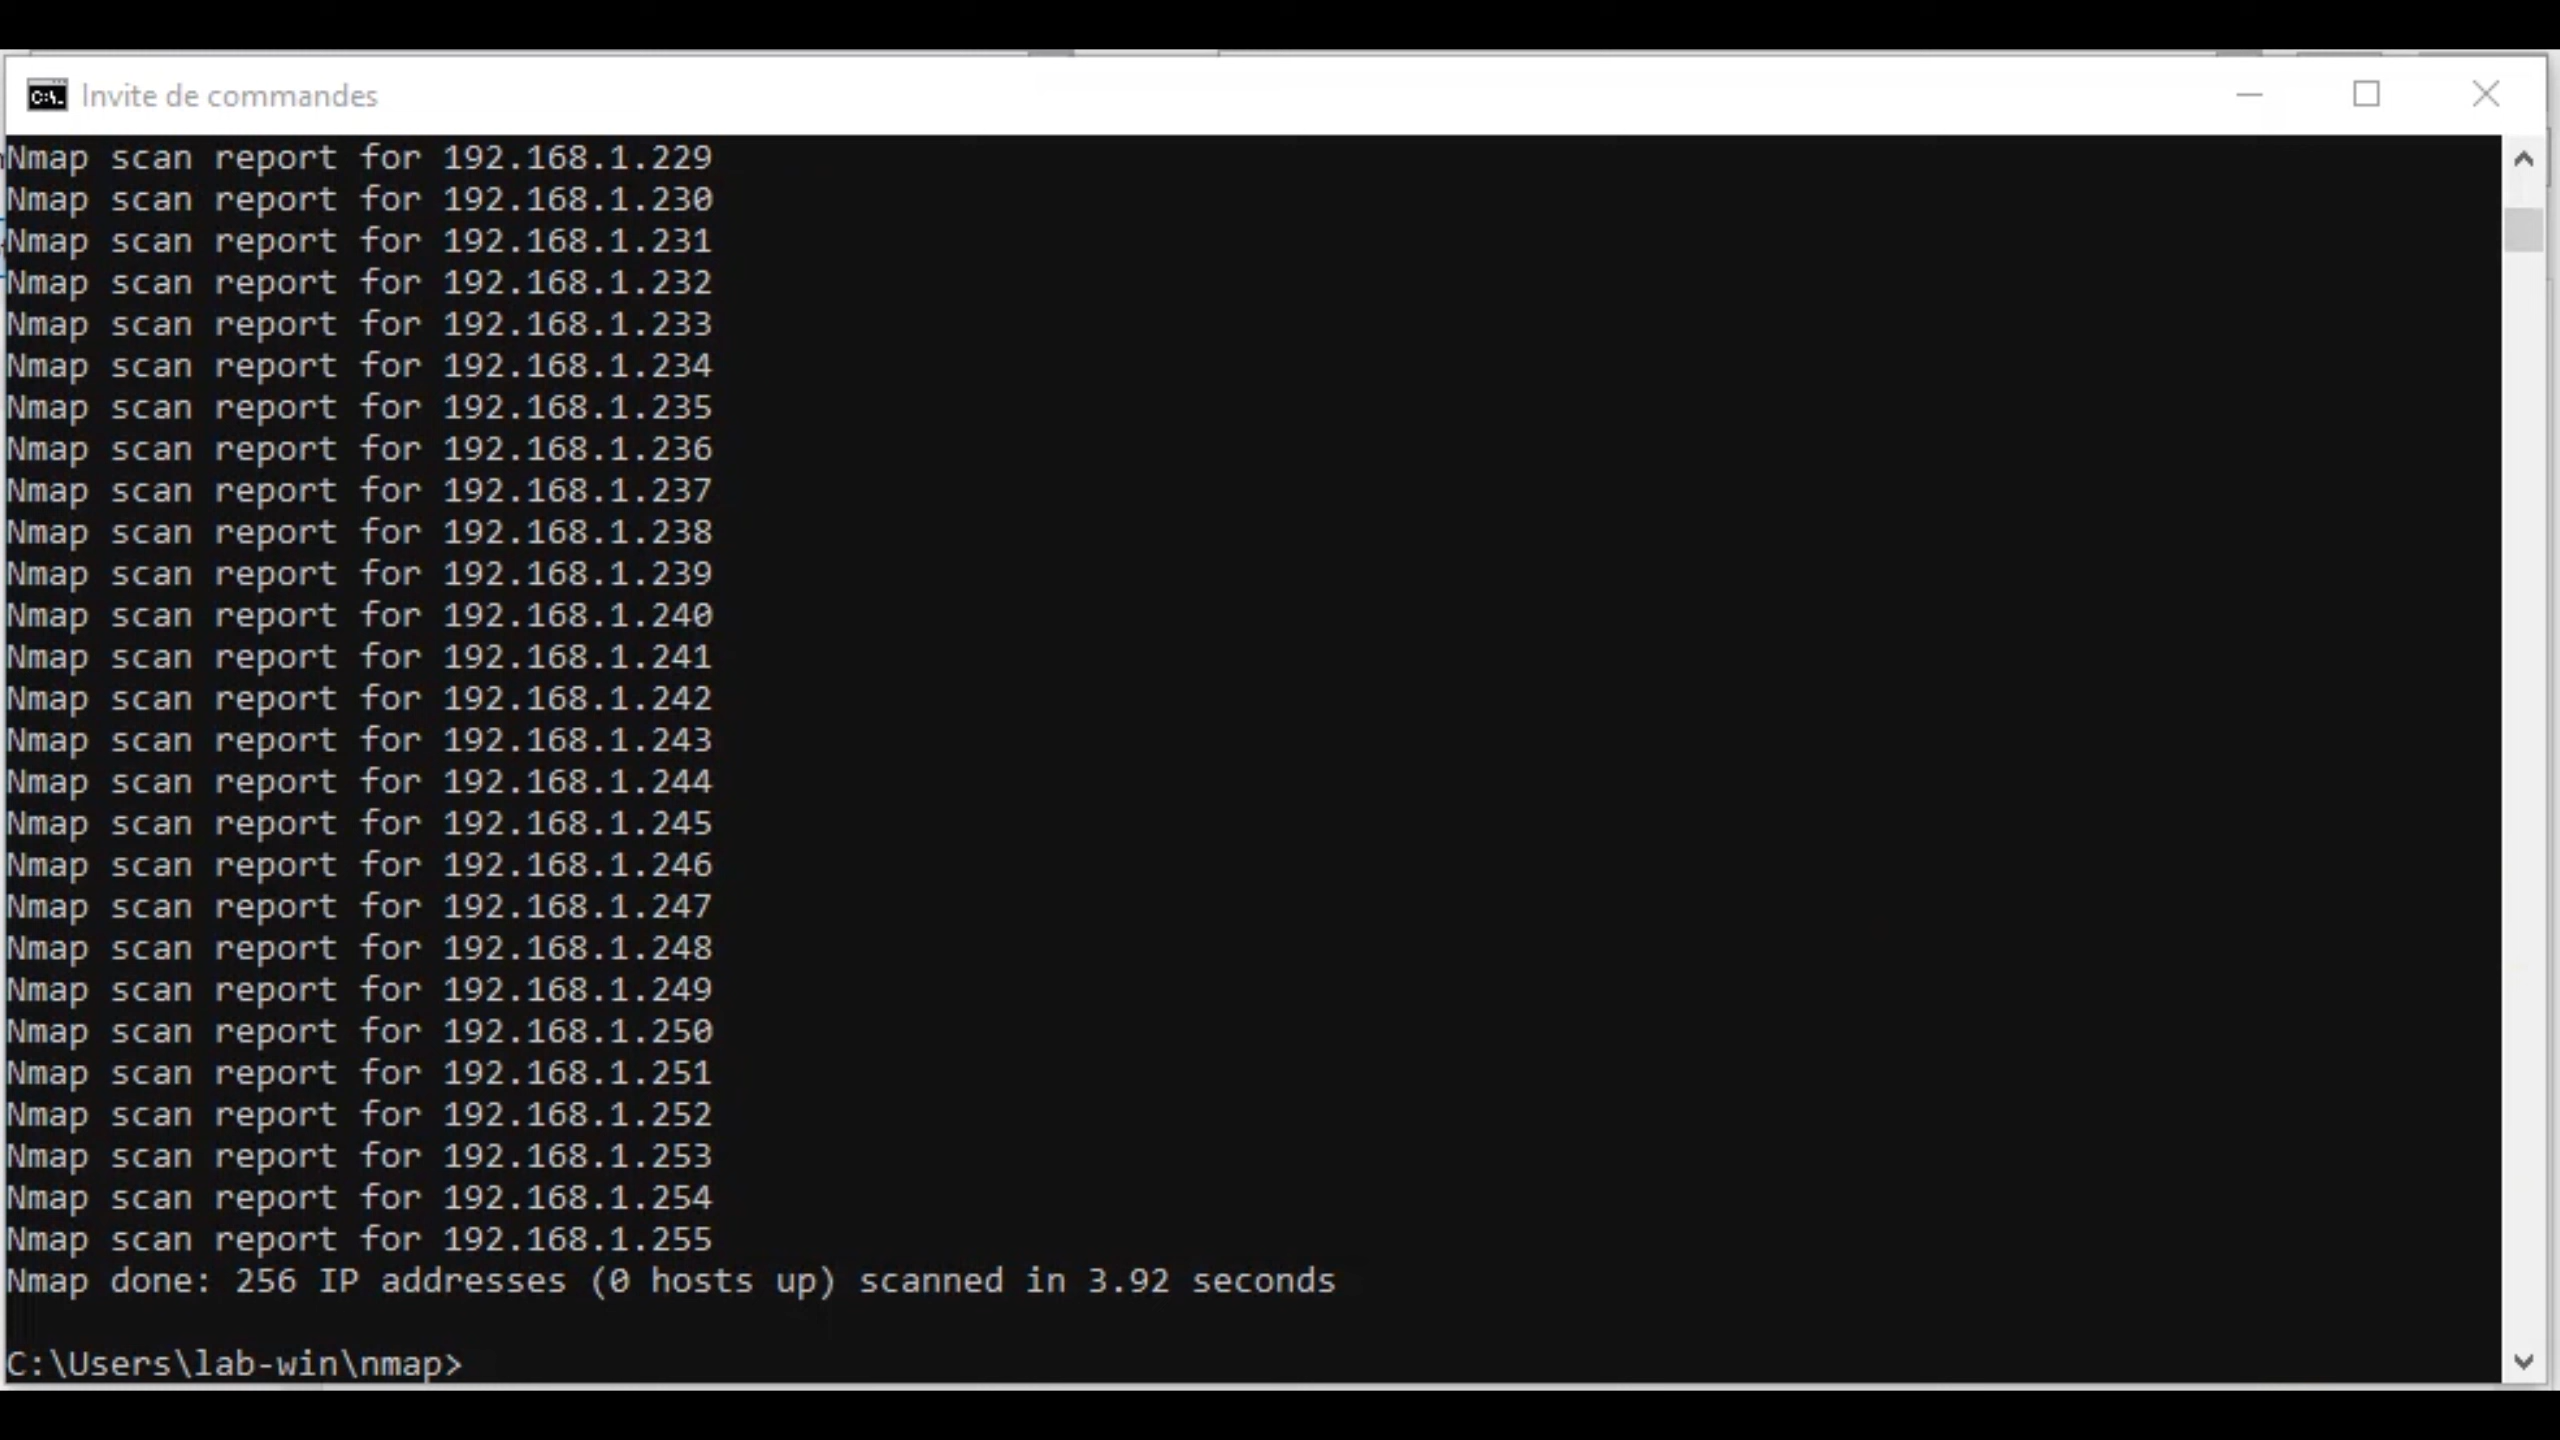 Invite de commandes
Nmap scan report for 192.168.1.229
Nmap scan report for 192.168.1.230
Nmap scan report for 192.168.1.231
Nmap scan report for 192.168.1.232
Nmap scan report for 192.168.1.233
Nmap scan report for 192.168.1.234
Nmap scan report for 192.168.1.235
Nmap scan report for 192.168.1.236
Nmap scan report for 192.168.1.237
Nmap scan report for 192.168.1.238
Nmap scan report for 192.168.1.239
Nmap scan report for 192.168.1.240
Nmap scan report for 192.168.1.241
Nmap scan report for 192.168.1.242
Nmap scan report for 192.168.1.243
Nmap scan report for 192.168.1.244
Nmap scan report for 192.168.1.245
Nmap scan report for 192.168.1.246
Nmap scan report for 192.168.1.247
Nmap scan report for 192.168.1.248
Nmap scan report for 192.168.1.249
Nmap scan report for 192.168.1.250
Nmap scan report for 192.168.1.251
Nmap scan report for 192.168.1.252
Nmap scan report for 192.168.1.253
Nmap scan report for 192.168.1.254
Nmap scan report for 192.168.1.255
Nmap done: 256 IP addresses (0 hosts up) scanned in 3.92 seconds
C:\Users\lab-win\nmap>